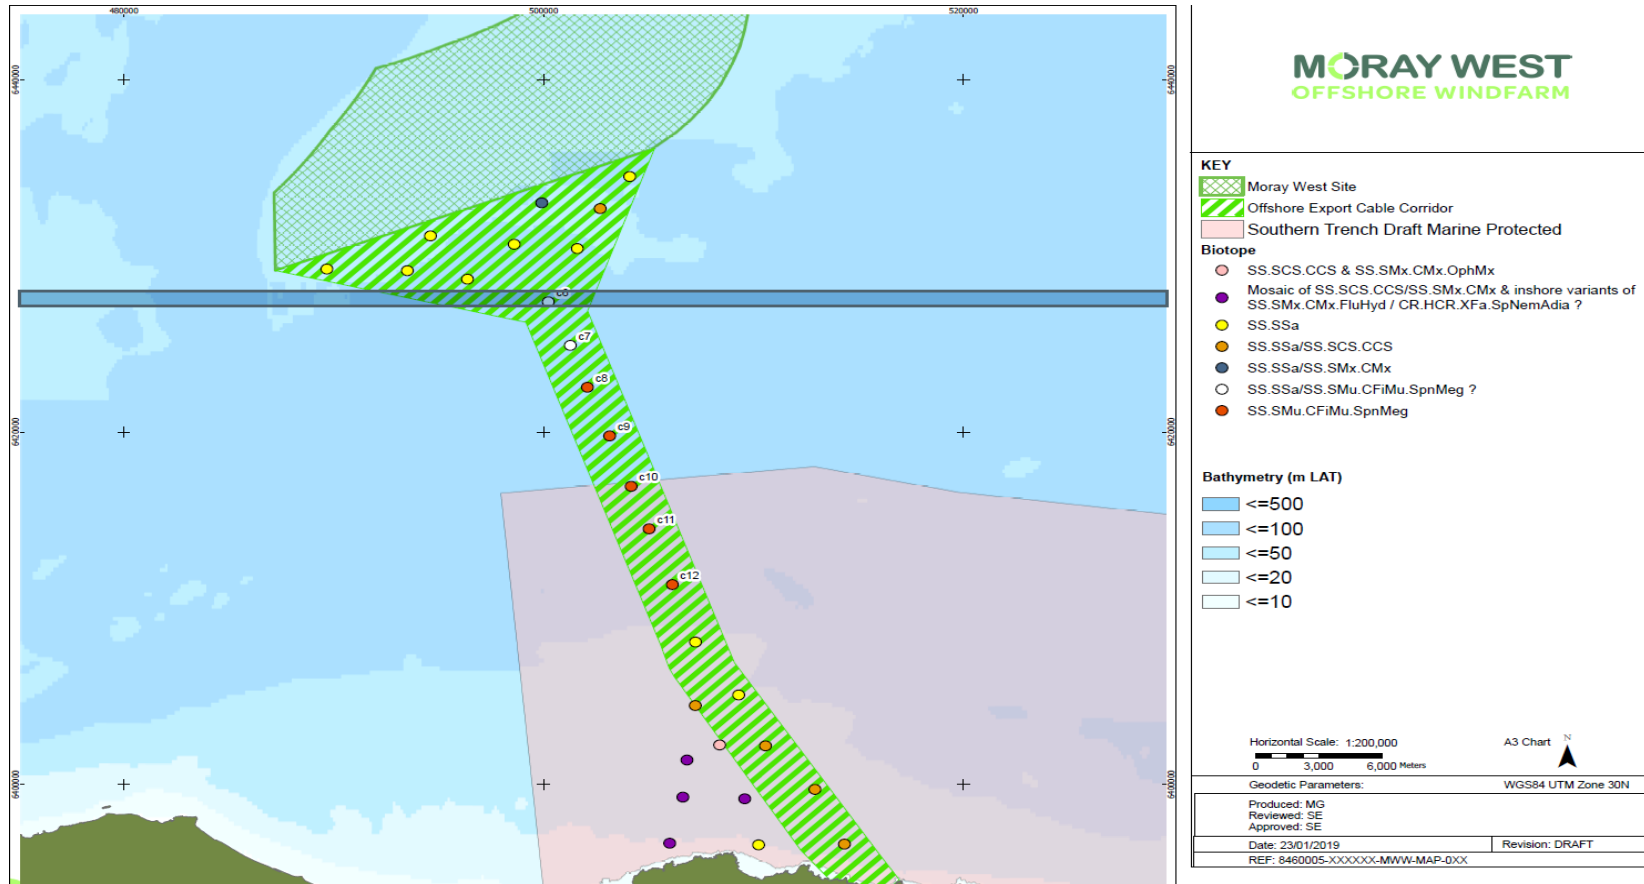 480000
500000
520000
6440000
6440000
c6
c7
c8
6420000
6420000
c9
c10
c11
c12
6400000
6400000
MORAY WEST
OFFSHORE WINDFARM
KEY
Moray West Site
Offshore Export Cable Corridor
Southern Trench Draft Marine Protected
Biotope
SS.SCS.CCS & SS.SMx.CMx.OphMx
Mosaic of SS.SCS.CCS/SS.SMx.CMx & inshore variants of
SS.SMx.CMx.FluHyd / CR.HCR.XFa.SpNemAdia ?
SS.SSa
SS.SSa/SS.SCS.CCS
SS.SSa/SS.SMx.CMx
SS.SSa/SS.SMu.CFiMu.SpnMeg ?
SS.SMu.CFiMu.SpnMeg
Bathymetry (m LAT)
<=500
<=100
<=50
<=20
<=10
Horizontal Scale: 1:200,000
A3 Chart
N
0 3,000 6,000 Meters
Geodetic Parameters: WGS84 UTM Zone 30N
Produced: MG
Reviewed: SE
Approved: SE
Date: 23/01/2019
Revision: DRAFT
REF: 8460005-XXXXXX-MWW-MAP-0XX